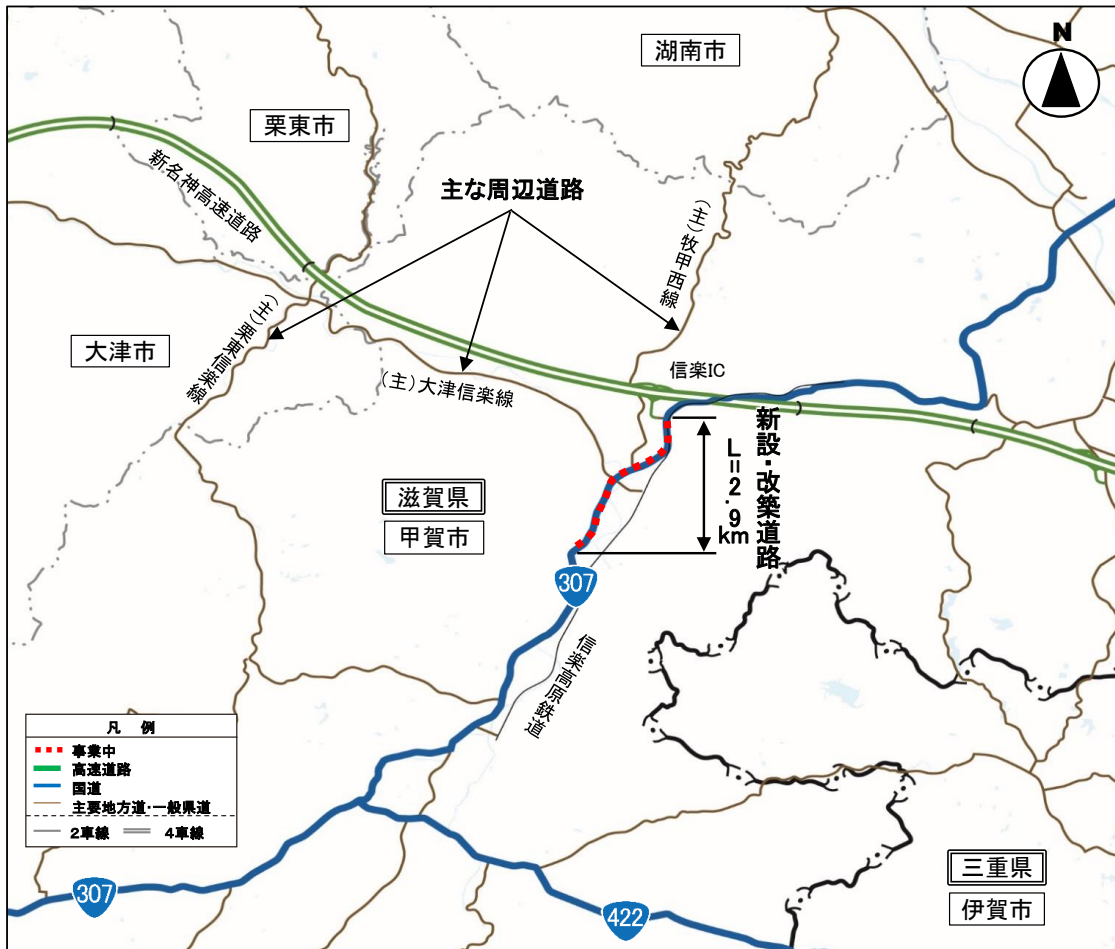 湖南市
N
栗東市
新名神高速道路
主な周辺道路
(主)牧甲西線
大津市
(主)栗東信楽線
(主)大津信楽線
信楽IC
新設・改築道路
L=2.9km
滋賀県
甲賀市
307
信楽高原鉄道
凡 例
事業中
高速道路
国道
主要地方道・一般県道
2車線 4車線
三重県
伊賀市
307
422